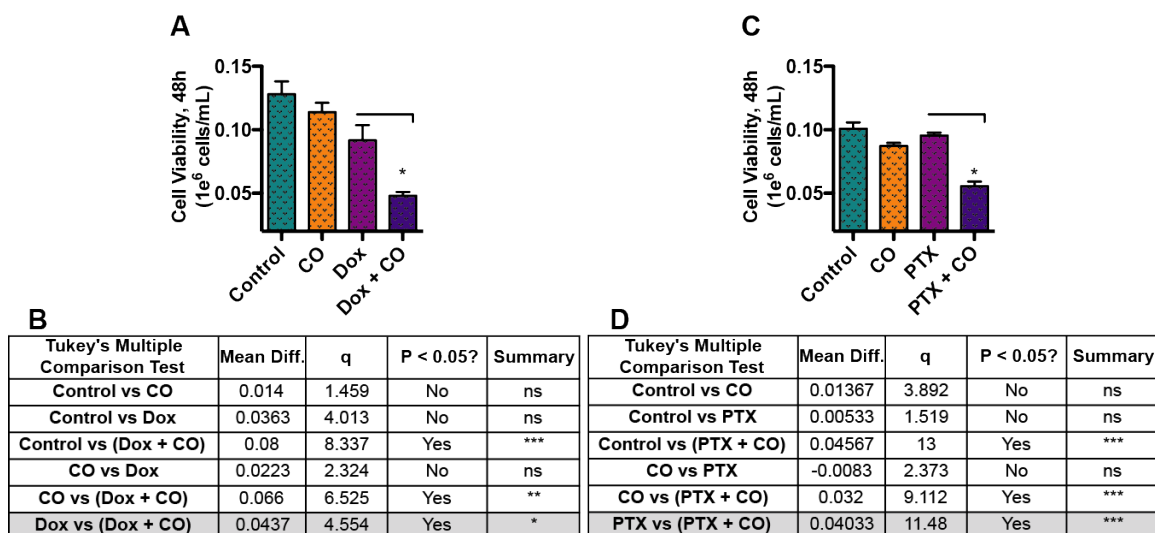 A
Cell Viability, 48h
(1e⁶ cells/mL)
0.15
0.10
0.05
*
Control
CO
Dox
Dox + CO
C
Cell Viability, 48h
(1e⁶ cells/mL)
0.15
0.10
0.05
*
Control
CO
PTX
PTX + CO
B
Tukey's Multiple
Comparison Test Mean Diff. q P < 0.05? Summary
Control vs CO 0.014 1.459 No ns
Control vs Dox 0.0363 4.013 No ns
Control vs (Dox + CO) 0.08 8.337 Yes ***
CO vs Dox 0.0223 2.324 No ns
CO vs (Dox + CO) 0.066 6.525 Yes **
Dox vs (Dox + CO) 0.0437 4.554 Yes *
D
Tukey's Multiple
Comparison Test Mean Diff. q P < 0.05? Summary
Control vs CO 0.01367 3.892 No ns
Control vs PTX 0.00533 1.519 No ns
Control vs (PTX + CO) 0.04567 13 Yes ***
CO vs PTX -0.0083 2.373 No ns
CO vs (PTX + CO) 0.032 9.112 Yes ***
PTX vs (PTX + CO) 0.04033 11.48 Yes ***